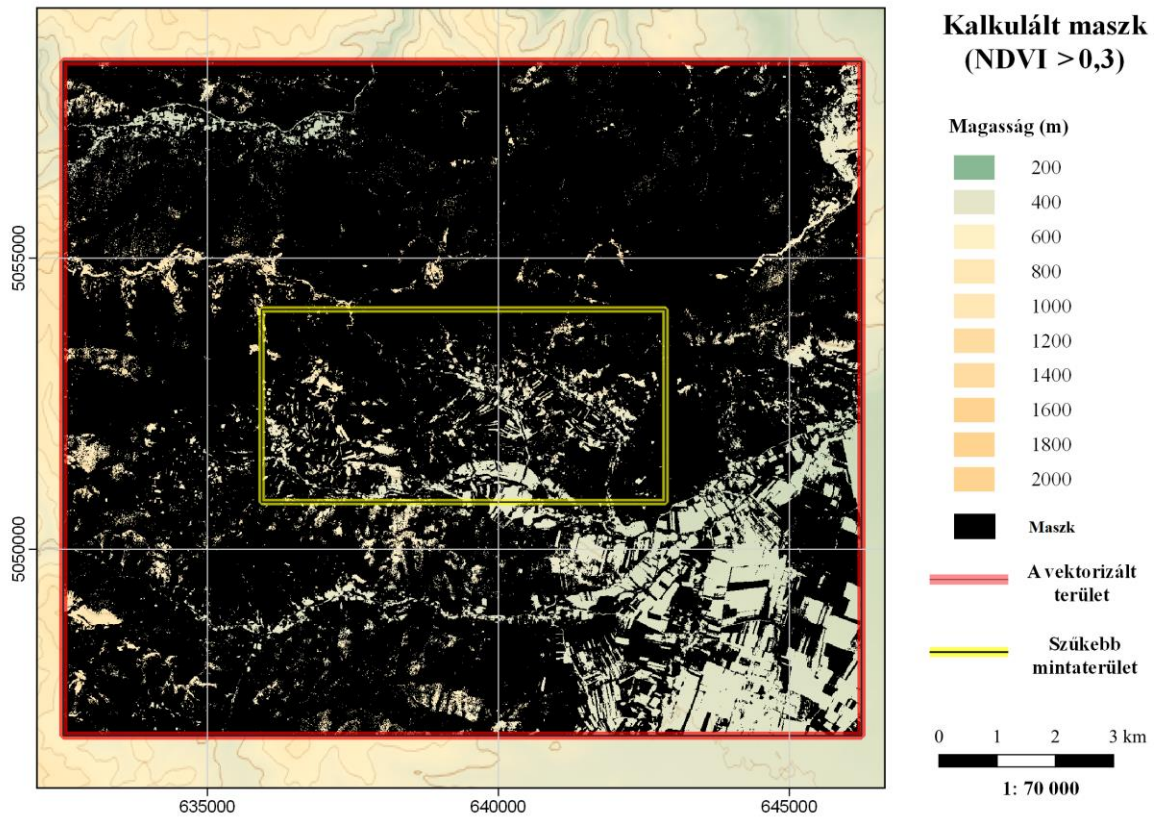 Kalkulált maszk
(NDVI > 0,3)
Magasság (m)
200
400
600
800
1000
1200
1400
1600
1800
2000
Maszk
A vektorizált
terület
Szűkebb
mintaterület
0 1 2 3 km
1: 70 000
5055000
5050000
635000 640000 645000